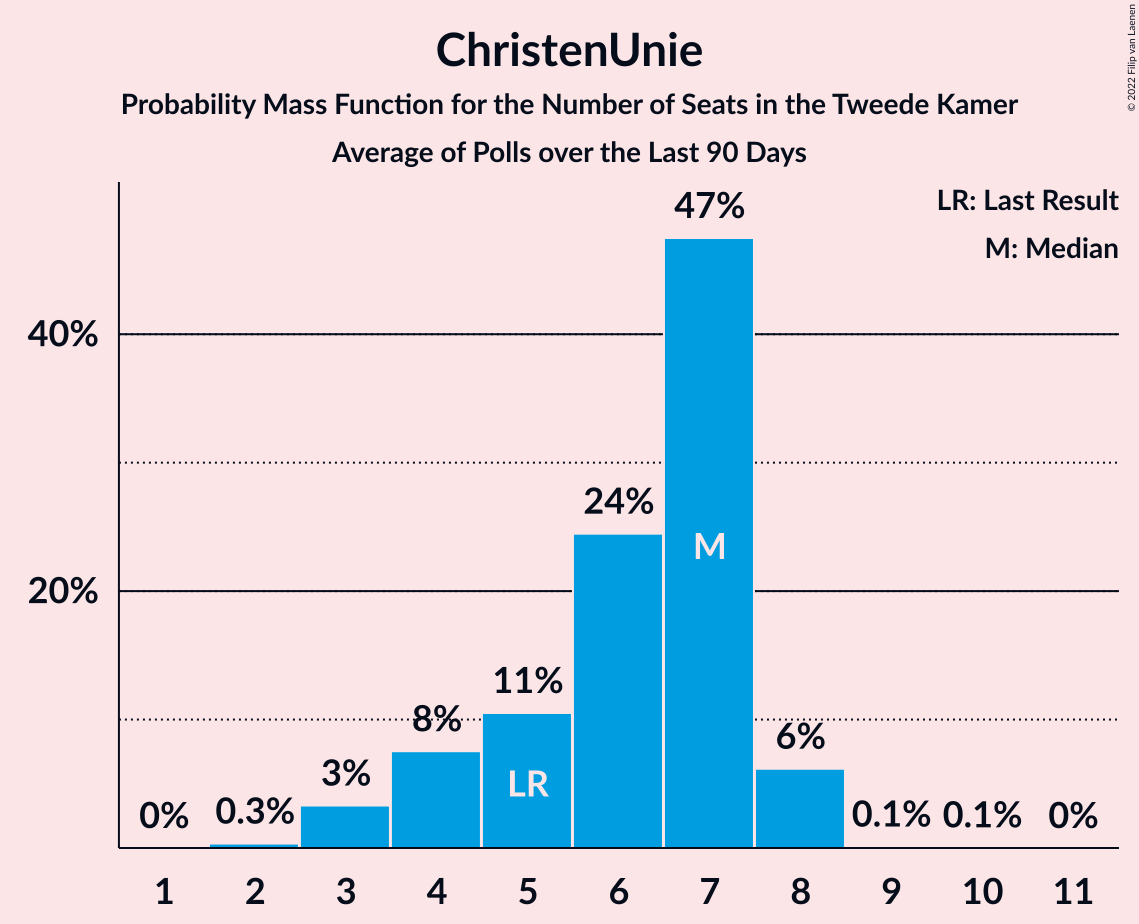 ChristenUnie
Probability Mass Function for the Number of Seats in the Tweede Kamer
Average of Polls over the Last 90 Days
© 2022 Filip van Laenen
LR: Last Result
M: Median
47%
40%
24%
M
20%
11%
8%
6%
3%
LR
0%
0.3%
0.1%
0.1%
0%
1 2 3 4 5 6 7 8 9 10 11